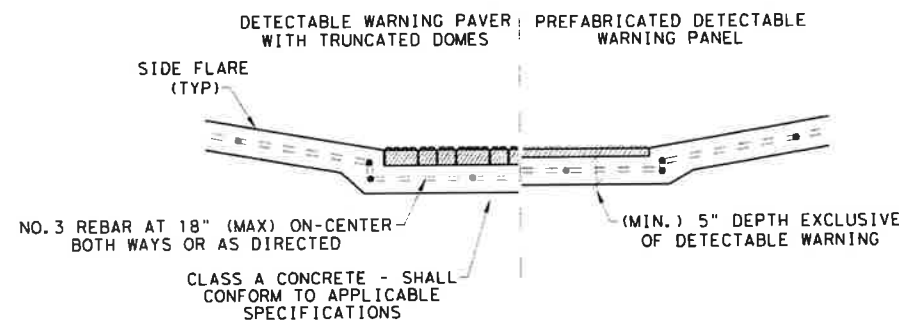 DETECTABLE WARNING PAVER
WITH TRUNCATED DOMES
PREFABRICATED DETECTABLE
WARNING PANEL
SIDE FLARE
(TYP)
NO.3 REBAR AT 18" (MAX) ON-CENTER
BOTH WAYS OR AS DIRECTED
(MIN.) 5" DEPTH EXCLUSIVE
OF DETECTABLE WARNING
CLASS A CONCRETE - SHALL
CONFORM TO APPLICABLE
SPECIFICATIONS